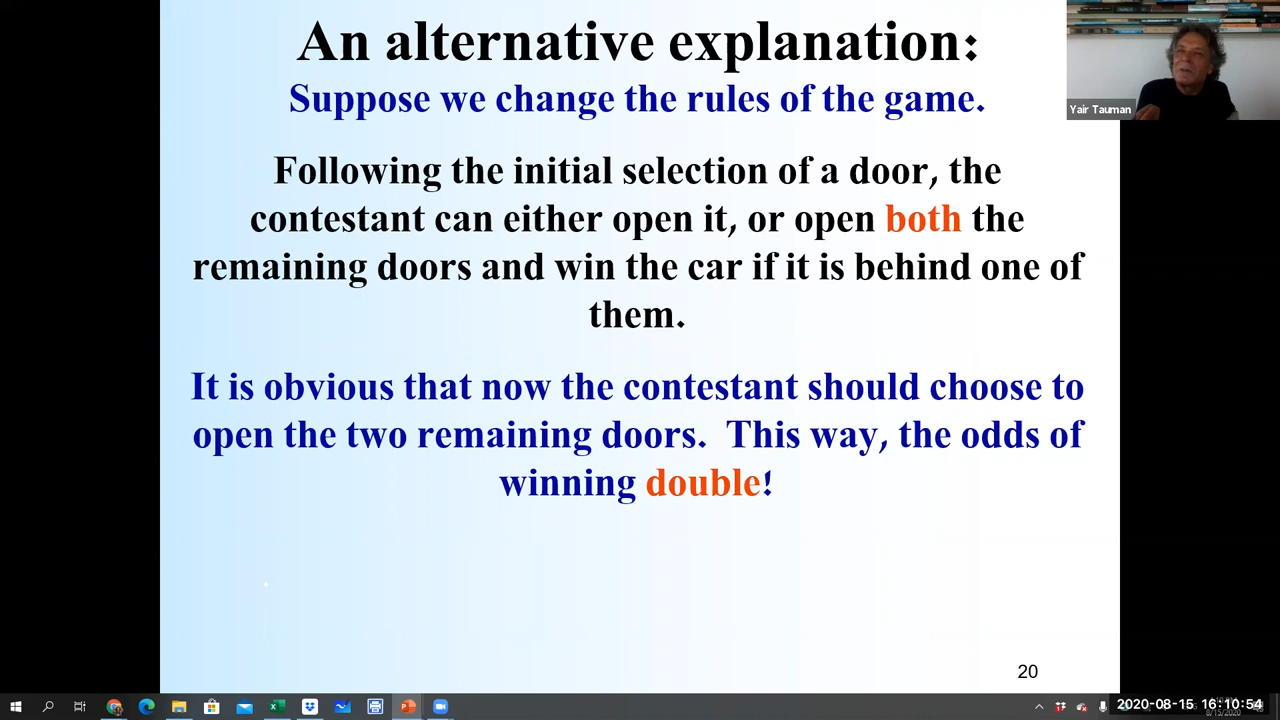 An alternative explanation:
Suppose we change the rules of the game.
Following the initial selection of a door, the
contestant can either open it, or open both the
remaining doors and win the car if it is behind one of
them.
It is obvious that now the contestant should choose to
open the two remaining doors. This way, the odds of
winning double!
20
Yair Tauman
2020-08-15 16:10:54